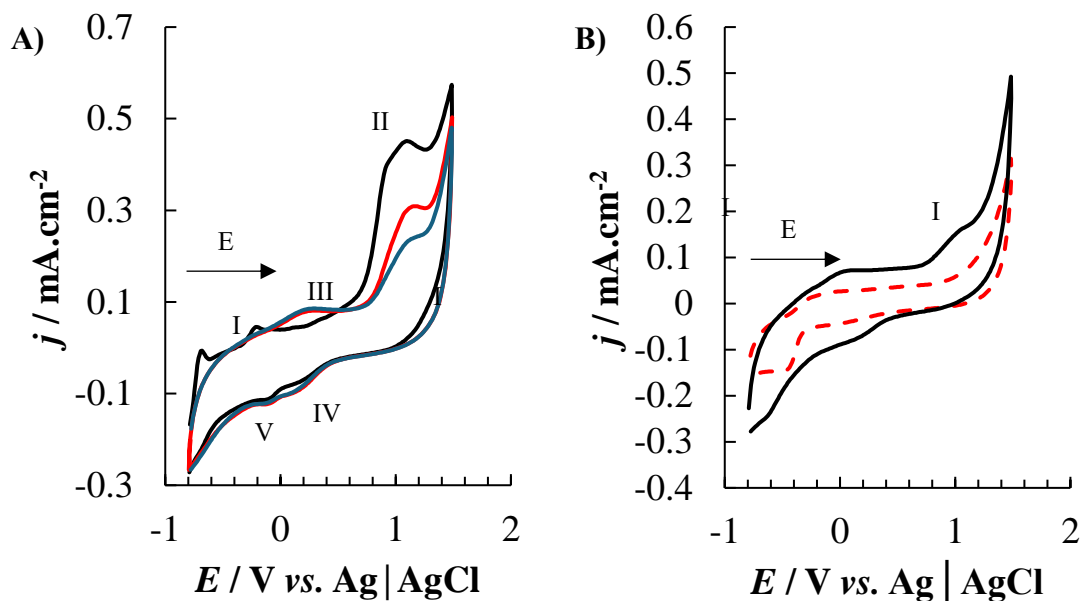 A)
0.7
0.5
0.3
0.1
-0.1
-0.3
-1
0
1
2
j / mA.cm-2
E / V vs. Ag|AgCl
E
I
II
III
I
IV
V
B)
0.6
0.5
0.4
0.3
0.2
0.1
0
-0.1
-0.2
-0.3
-0.4
-1
0
1
2
j / mA.cm-2
E / V vs. Ag|AgCl
I
E
I